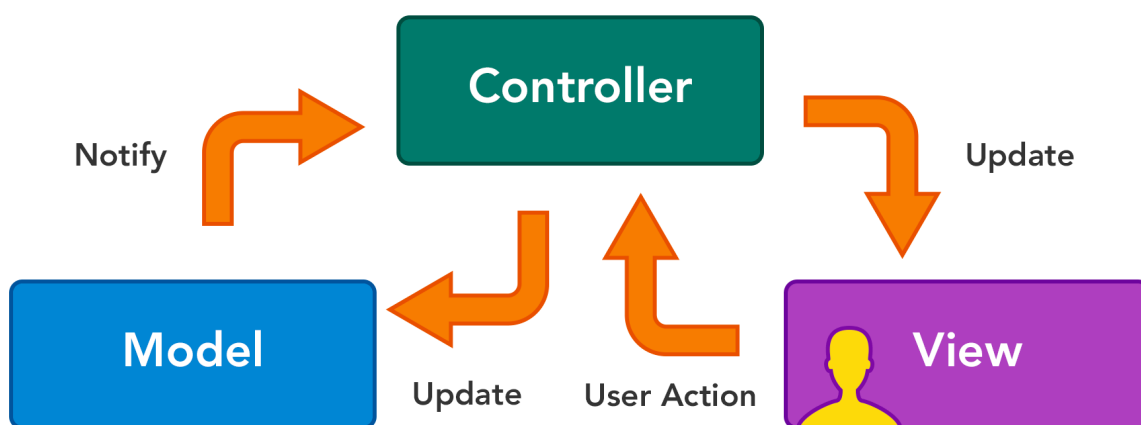 Controller
Notify
Update
Model
View
Update
User Action